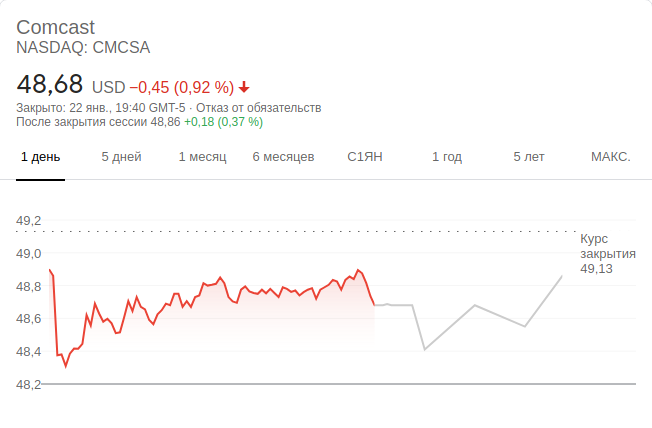 Comcast
NASDAQ: CMCSA
48,68 USD −0,45 (0,92 %)
Закрыто: 22 янв., 19:40 GMT-5 · Отказ от обязательств
После закрытия сессии 48,86 +0,18 (0,37 %)
1 день 5 дней 1 месяц 6 месяцев С1ЯН 1 год 5 лет МАКС.
49,2
Курс
закрытия
49,13
49,0
48,8
48,6
48,4
48,2